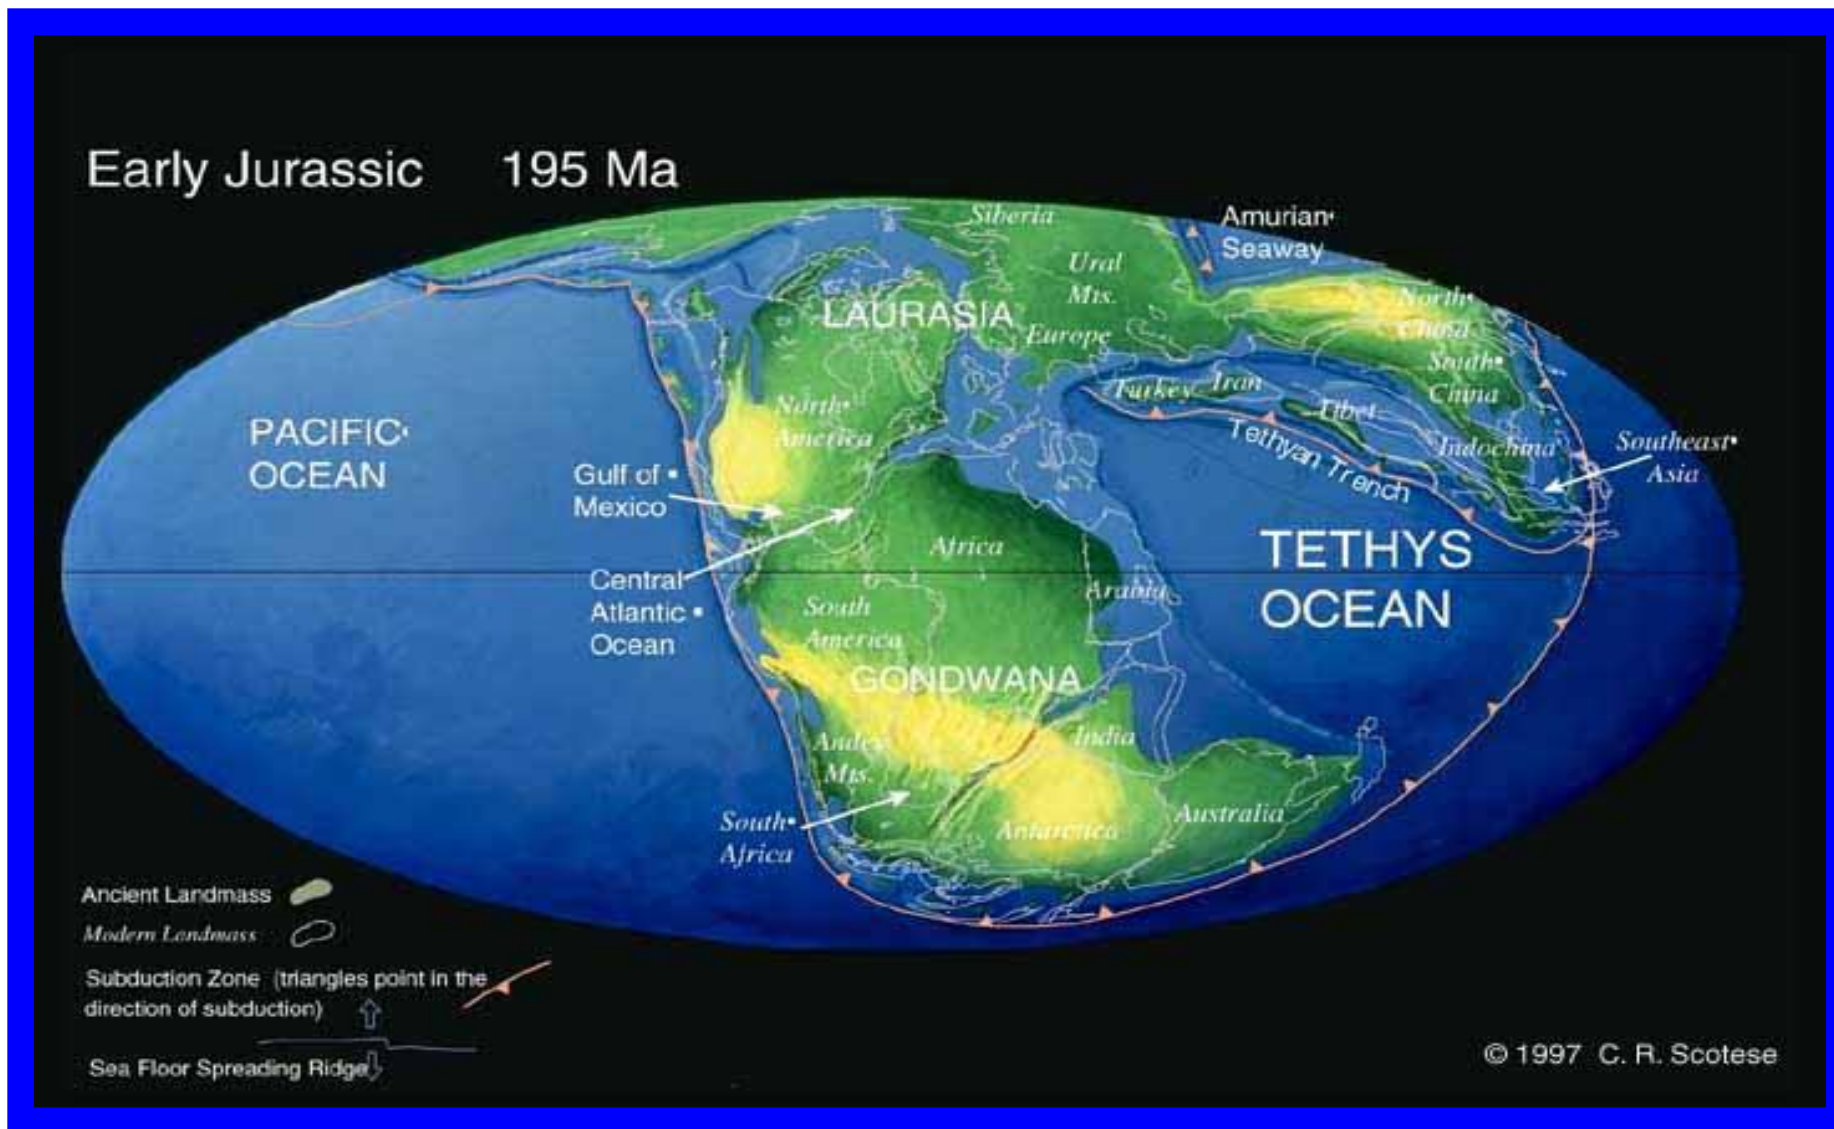 Early Jurassic 195 Ma
Siberia
Amurian
Seaway
Ural
Mts.
LAURASIA
Europe
North
China
South
China
Turkey
Iran
Tibet
Indochina
Tethyan Trench
Southeast
Asia
North
America
PACIFIC
OCEAN
Gulf of
Mexico
Central
Atlantic
Ocean
Africa
Arabia
TETHYS
OCEAN
South
America
GONDWANA
India
Andes
Mts.
South
Africa
Antarctica
Australia
Ancient Landmass
Modern Landmass
Subduction Zone (triangles point in the
direction of subduction)
Sea Floor Spreading Ridge
© 1997 C. R. Scotese